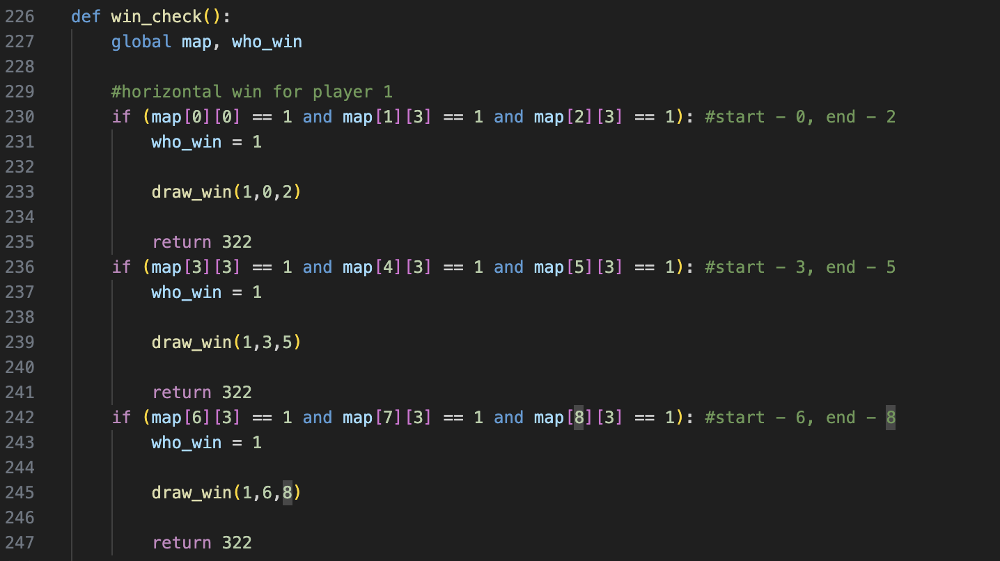 226 def win_check():
227 global map, who_win
228
229 #horizontal win for player 1
230 if (map[0][0] == 1 and map[1][3] == 1 and map[2][3] == 1): #start - 0, end - 2
231 who_win = 1
232
233 draw_win(1,0,2)
234
235 return 322
236 if (map[3][3] == 1 and map[4][3] == 1 and map[5][3] == 1): #start - 3, end - 5
237 who_win = 1
238
239 draw_win(1,3,5)
240
241 return 322
242 if (map[6][3] == 1 and map[7][3] == 1 and map[8][3] == 1): #start - 6, end - 8
243 who_win = 1
244
245 draw_win(1,6,8)
246
247 return 322